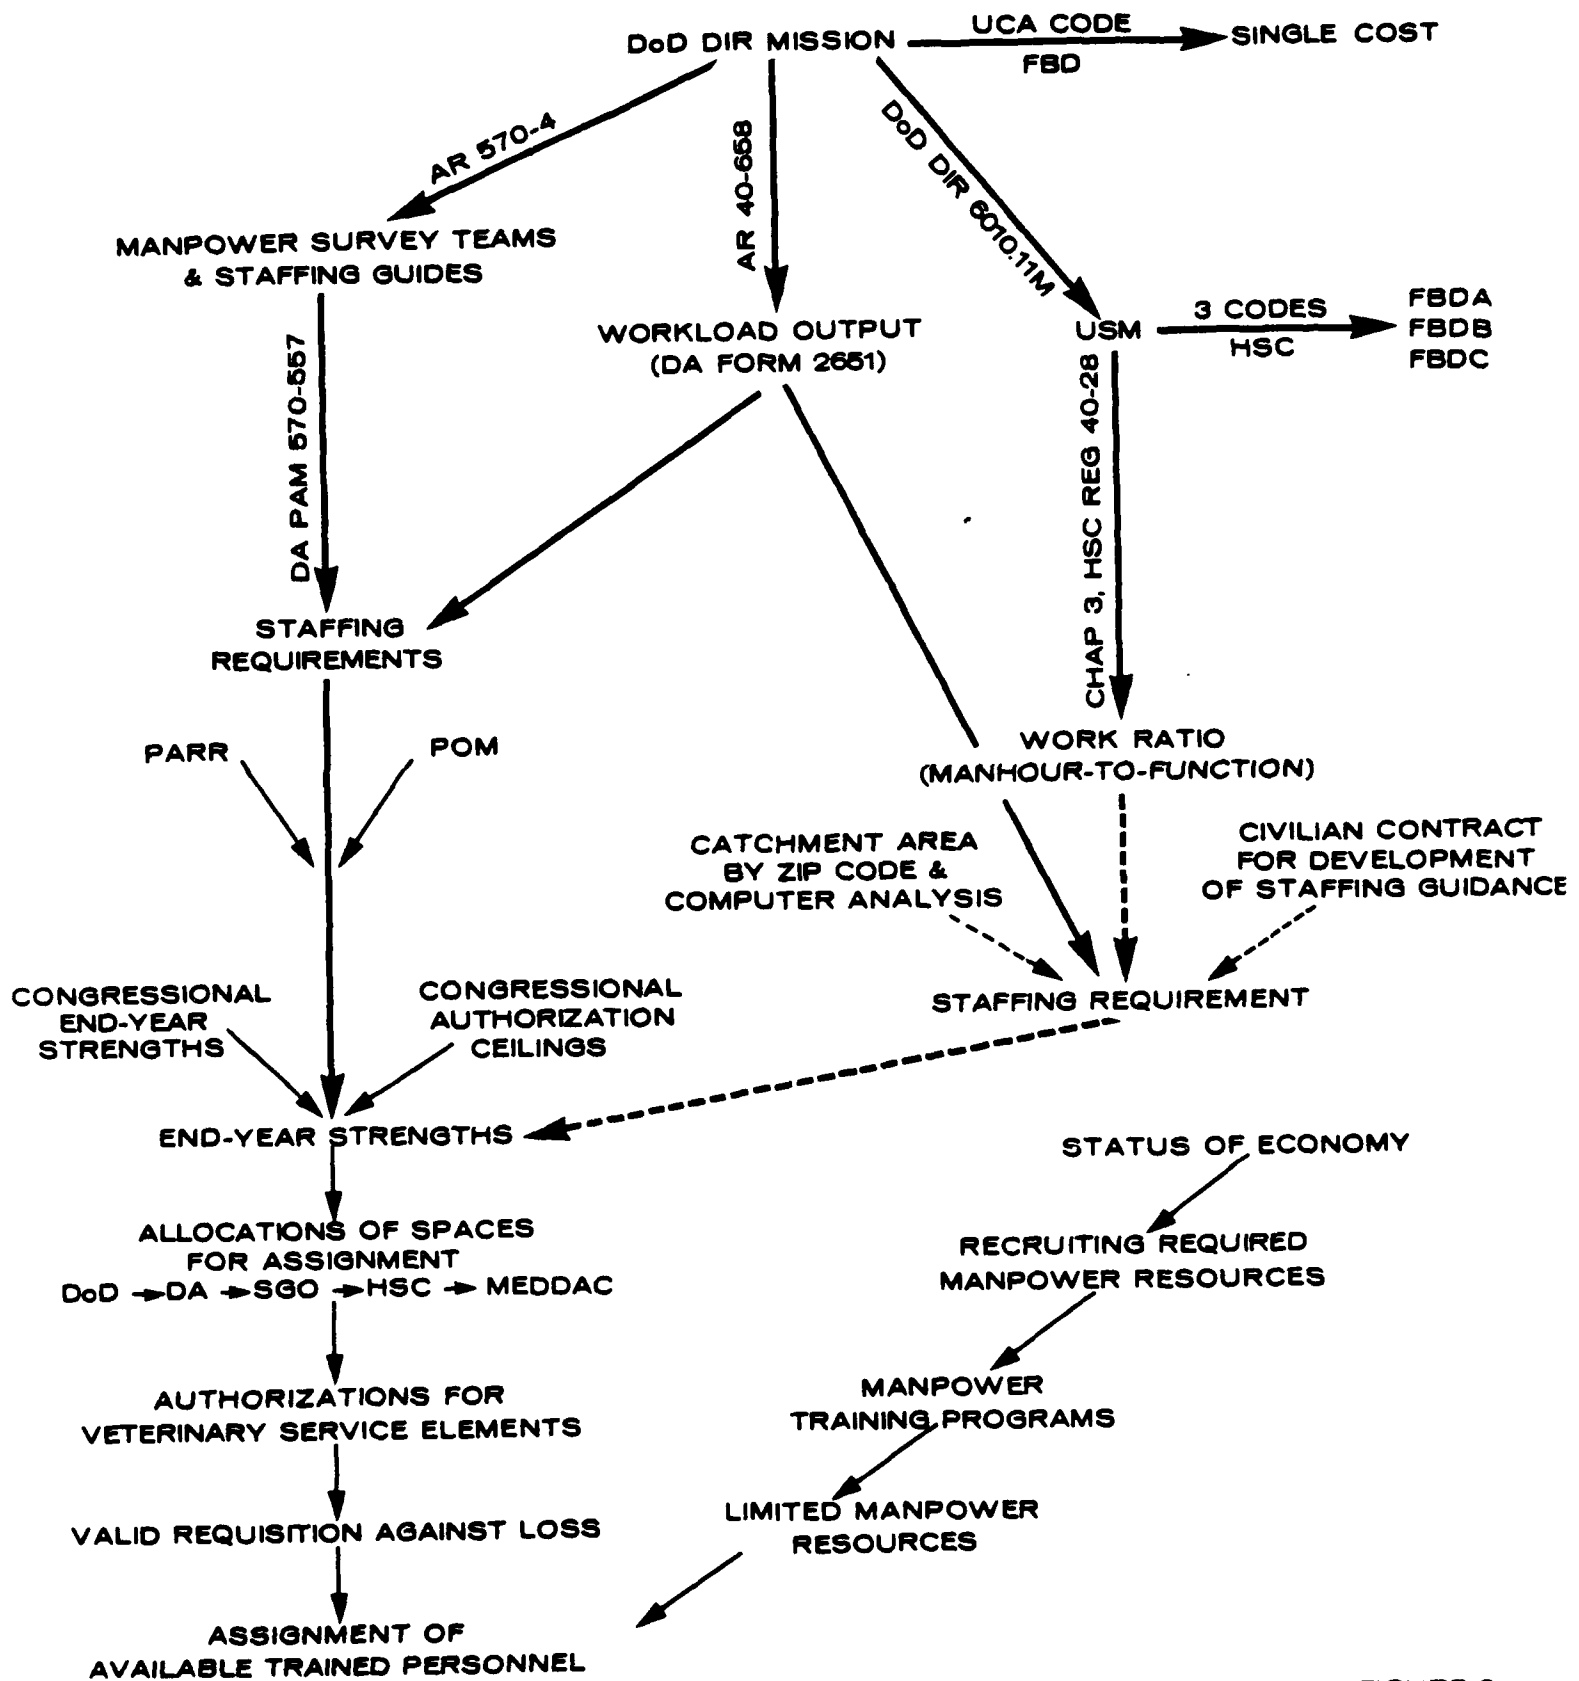 UCA CODE
DoD DIR MISSION
SINGLE COST
FBD
AR 570-4
AR 40-658
DoD DIR 6010.11M
MANPOWER SURVEY TEAMS
& STAFFING GUIDES
WORKLOAD OUTPUT
(DA FORM 2651)
USM
3 CODES
HSC
FBDA
FBDB
FBDC
DA PAM 570-557
CHAP 3, HSC REG 40-28
STAFFING
REQUIREMENTS
PARR
POM
WORK RATIO
(MANHOUR-TO-FUNCTION)
CATCHMENT AREA
BY ZIP CODE &
COMPUTER ANALYSIS
CIVILIAN CONTRACT
FOR DEVELOPMENT
OF STAFFING GUIDANCE
CONGRESSIONAL
END-YEAR
STRENGTHS
CONGRESSIONAL
AUTHORIZATION
CEILINGS
STAFFING REQUIREMENT
END-YEAR STRENGTHS
STATUS OF ECONOMY
ALLOCATIONS OF SPACES
FOR ASSIGNMENT
DoD → DA → SGO → HSC → MEDDAC
RECRUITING REQUIRED
MANPOWER RESOURCES
AUTHORIZATIONS FOR
VETERINARY SERVICE ELEMENTS
MANPOWER
TRAINING PROGRAMS
VALID REQUISITION AGAINST LOSS
LIMITED MANPOWER
RESOURCES
ASSIGNMENT OF
AVAILABLE TRAINED PERSONNEL